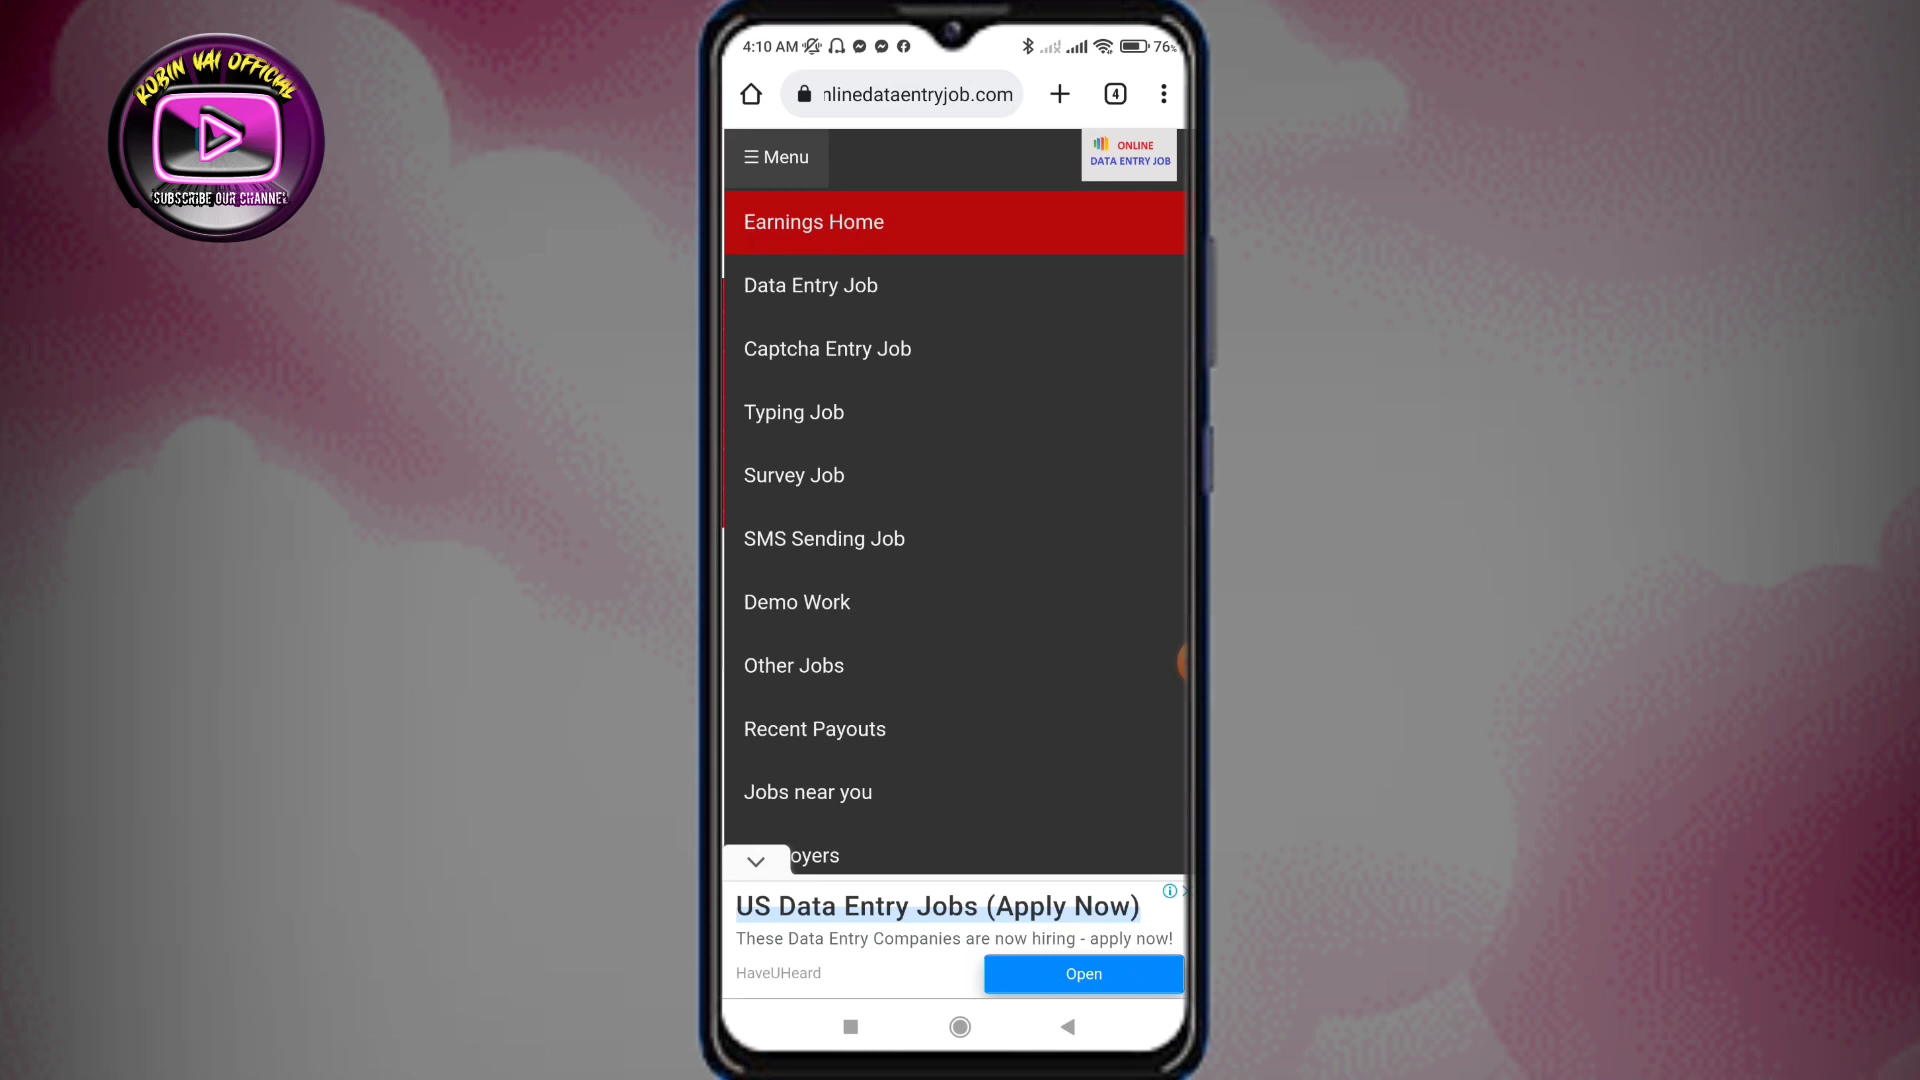 ROBIN VAI OFFICIAL
SUBSCRIBE OUR CHANNEL
4:10 AM
76%
nlinedataentryjob.com
4
☰ Menu
ONLINE
DATA ENTRY JOB
Earnings Home
Data Entry Job
Captcha Entry Job
Typing Job
Survey Job
SMS Sending Job
Demo Work
Other Jobs
Recent Payouts
Jobs near you
oyers
US Data Entry Jobs (Apply Now)
These Data Entry Companies are now hiring - apply now!
HaveUHeard
Open